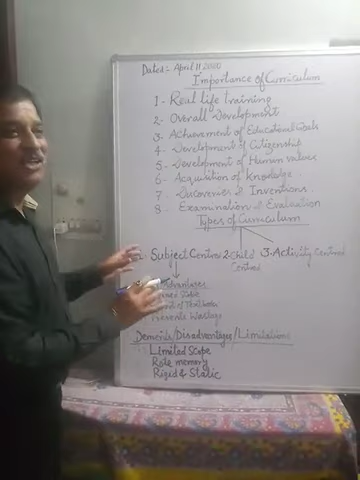 Dated:- April 11 2020
Importance of Curriculum
1 - Real life training
2- Overall Development
3- Achievement of Educational Goals
4- Development of Citizenship
5- Development of Human values
6- Acquisition of knowledge
7- Discoveries & Inventions
8- Examination & Evaluation
Types of Curriculum
Subject Centred 2-Child Centred 3-Activity Centred
Advantages
Prevents Wastage
Demerits/Disadvantages/Limitations
Limited Scope
Rote memory
Rigid & Static